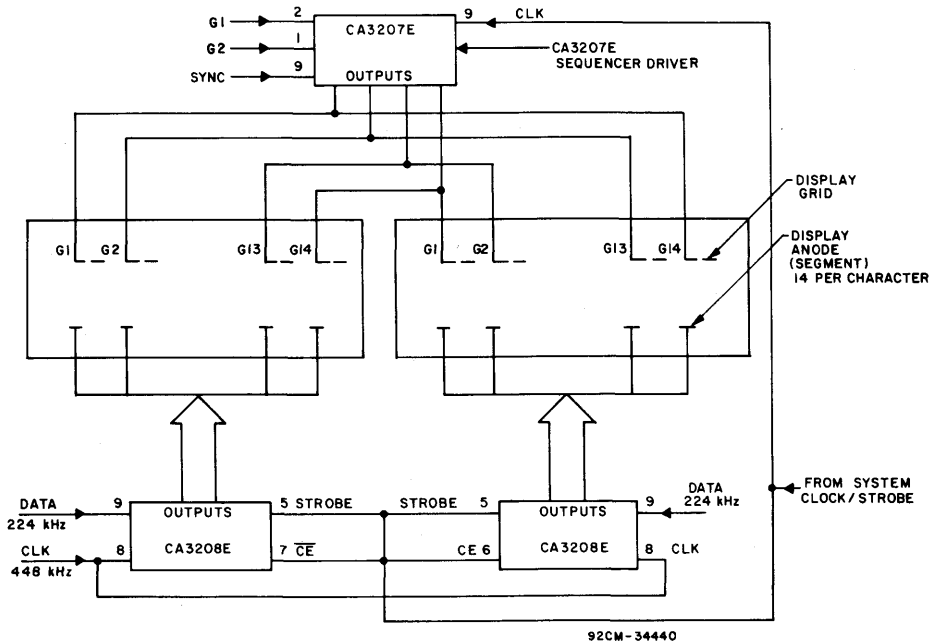 G1 2
CA3207E
9 CLK
G2 1
CA3207E
SEQUENCER DRIVER
SYNC 9
OUTPUTS
DISPLAY
GRID
G1 G2 G13 G14
G1 G2 G13 G14
DISPLAY
ANODE
(SEGMENT)
14 PER CHARACTER
FROM SYSTEM
CLOCK/STROBE
DATA
224 kHz
9
OUTPUTS
5 STROBE
STROBE 5
OUTPUTS
9
DATA
224 kHz
CLK
448 kHz
8
CA3208E
7 C̅E̅
CE 6
CA3208E
8 CLK
92CM-34440